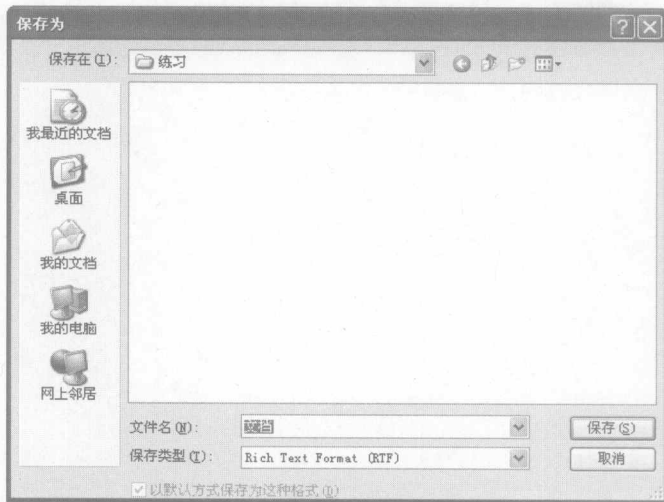 保存为
保存在(I): 练习
我最近的文档
桌面
我的文档
我的电脑
网上邻居
文件名(N): 文档 保存(S)
保存类型(T): Rich Text Format (RTF) 取消
以默认方式保存为这种格式(D)